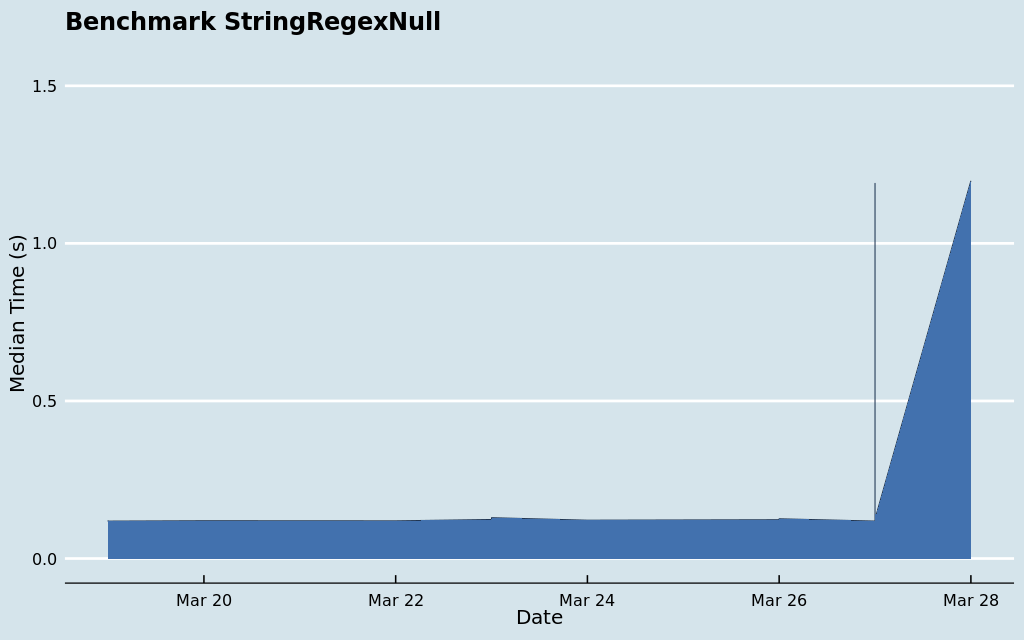 Benchmark StringRegexNull
1.5
1.0
0.5
0.0
Median Time (s)
Mar 20
Mar 22
Mar 24
Mar 26
Mar 28
Date